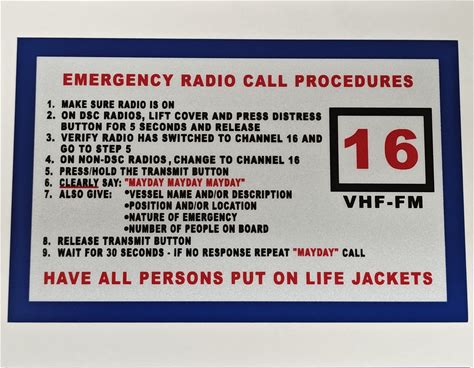 EMERGENCY RADIO CALL PROCEDURES
1. MAKE SURE RADIO IS ON
2. ON DSC RADIOS, LIFT COVER AND PRESS DISTRESS
BUTTON FOR 5 SECONDS AND RELEASE
3. VERIFY RADIO HAS SWITCHED TO CHANNEL 16 AND
GO TO STEP 5
4. ON NON-DSC RADIOS, CHANGE TO CHANNEL 16
5. PRESS/HOLD THE TRANSMIT BUTTON
6. CLEARLY SAY: "MAYDAY MAYDAY MAYDAY"
7. ALSO GIVE: •VESSEL NAME AND/OR DESCRIPTION
•POSITION AND/OR LOCATION
•NATURE OF EMERGENCY
•NUMBER OF PEOPLE ON BOARD
8. RELEASE TRANSMIT BUTTON
9. WAIT FOR 30 SECONDS - IF NO RESPONSE REPEAT "MAYDAY" CALL
16
VHF-FM
HAVE ALL PERSONS PUT ON LIFE JACKETS